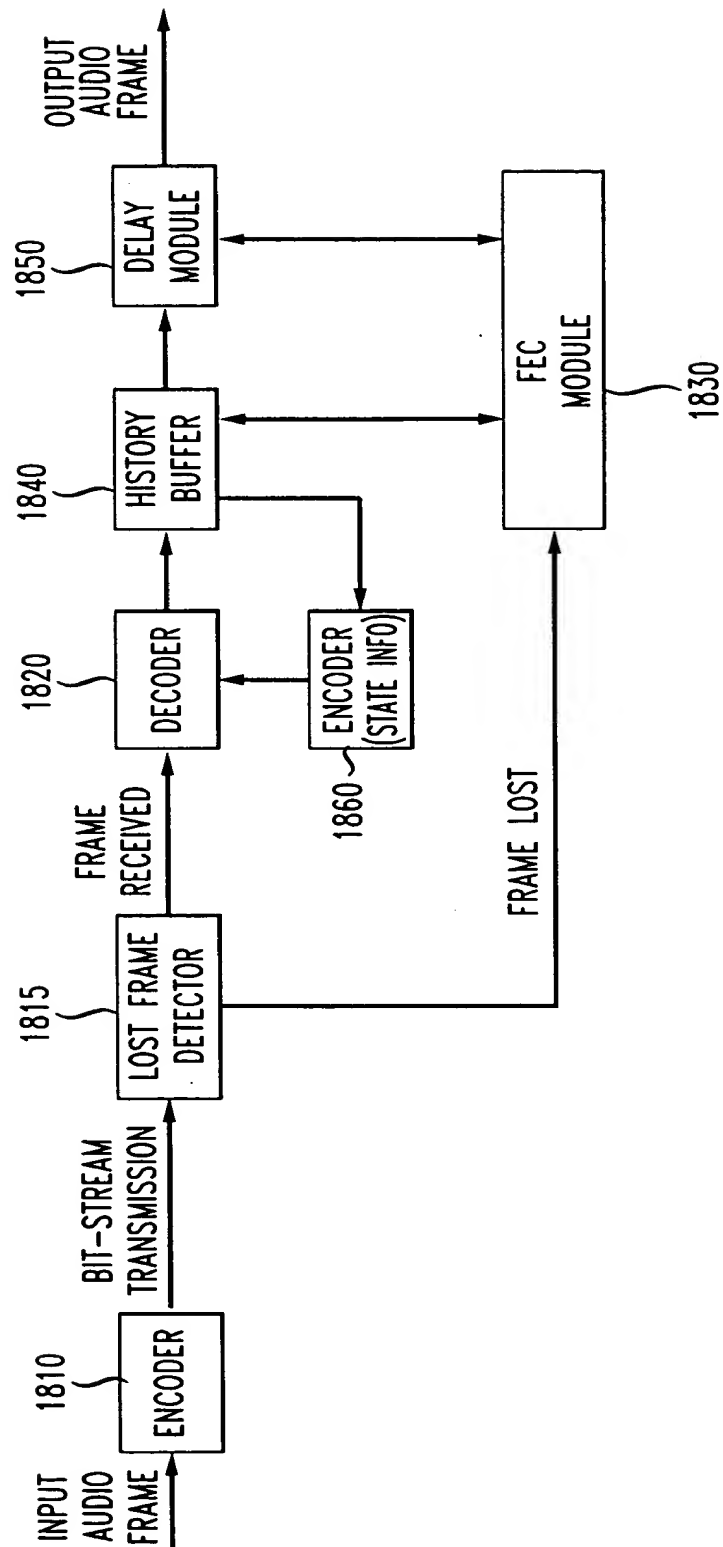 INPUT
AUDIO
FRAME
1810
ENCODER
BIT-STREAM
TRANSMISSION
1815
LOST FRAME
DETECTOR
FRAME
RECEIVED
1820
DECODER
1840
HISTORY
BUFFER
1850
DELAY
MODULE
OUTPUT
AUDIO
FRAME
1860
ENCODER
(STATE INFO)
FRAME LOST
FEC
MODULE
1830